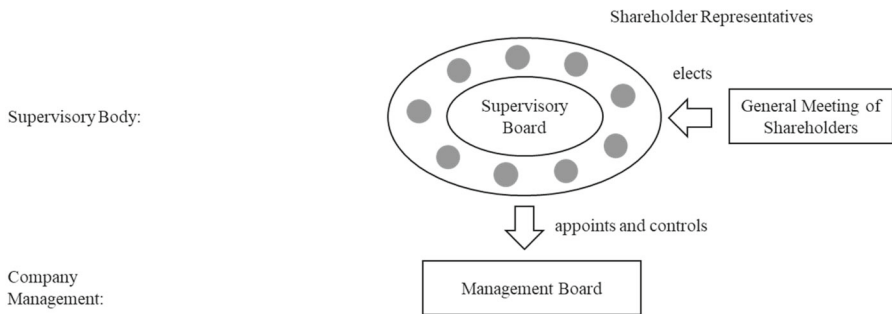 Shareholder Representatives
elects
Supervisory Body:
Supervisory
Board
General Meeting of
Shareholders
appoints and controls
Company
Management:
Management Board